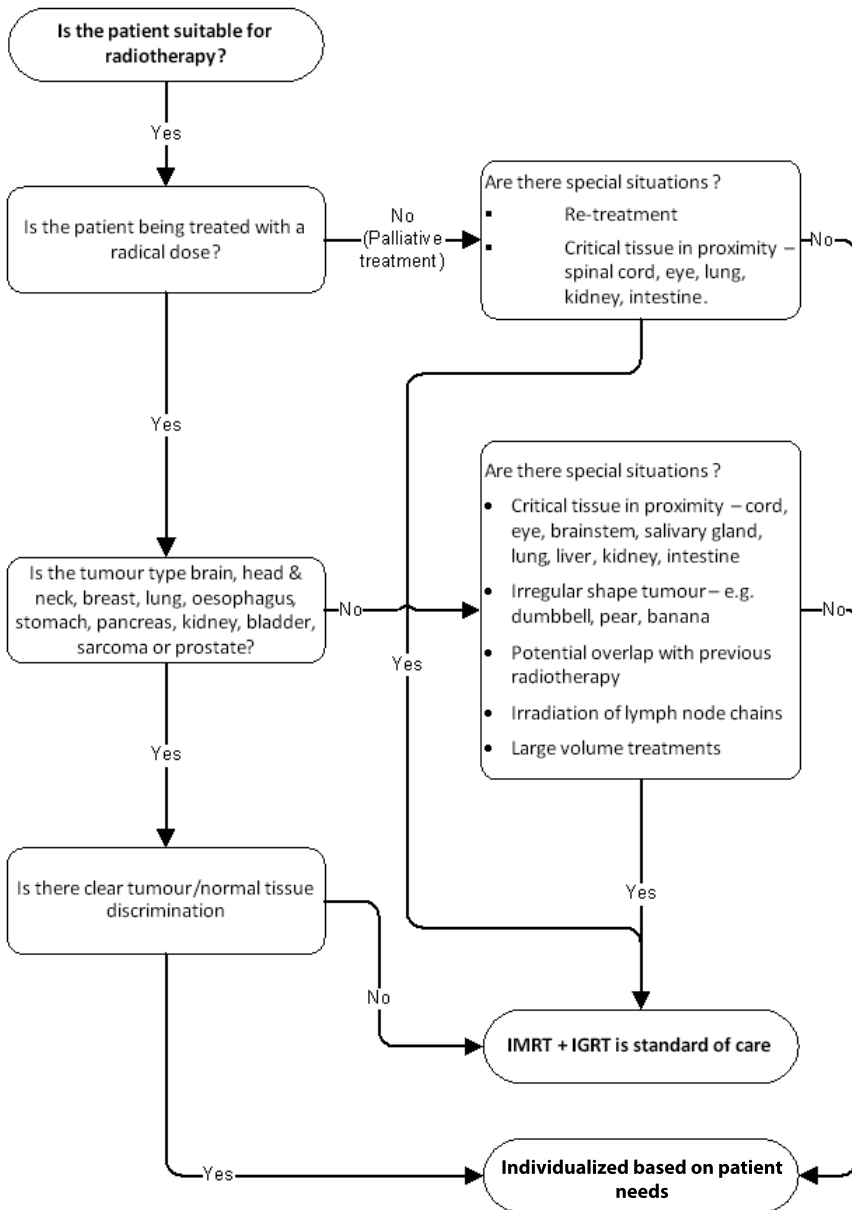 Is the patient suitable for
radiotherapy?
Yes
Is the patient being treated with a
radical dose?
No
(Palliative
treatment)
Are there special situations ?
▪ Re-treatment
▪ Critical tissue in proximity –
spinal cord, eye, lung,
kidney, intestine.
No
Yes
Is the tumour type brain, head &
neck, breast, lung, oesophagus,
stomach, pancreas, kidney, bladder,
sarcoma or prostate?
No
Are there special situations ?
• Critical tissue in proximity – cord,
eye, brainstem, salivary gland,
lung, liver, kidney, intestine
• Irregular shape tumour – e.g.
dumbbell, pear, banana
• Potential overlap with previous
radiotherapy
• Irradiation of lymph node chains
• Large volume treatments
No
Yes
Yes
Is there clear tumour/normal tissue
discrimination
Yes
No
IMRT + IGRT is standard of care
Yes
Individualized based on patient
needs